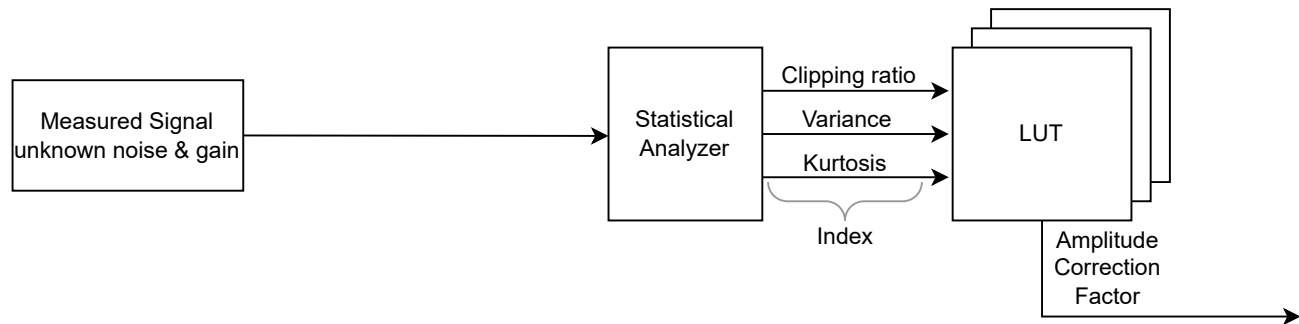 Measured Signal
unknown noise & gain
Statistical
Analyzer
Clipping ratio
Variance
Kurtosis
Index
LUT
Amplitude
Correction
Factor